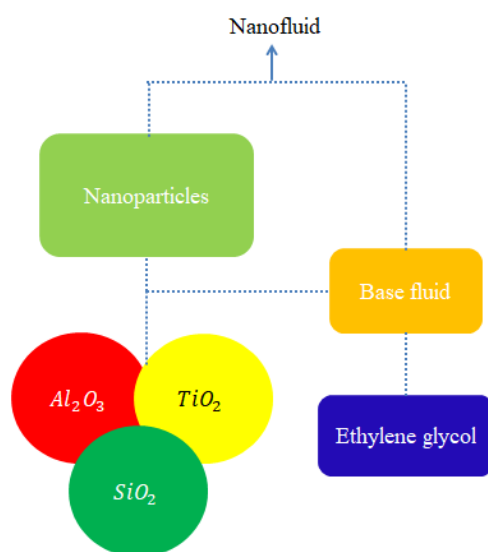 Nanofluid
Nanoparticles
Base fluid
Al₂O₃
TiO₂
Ethylene glycol
SiO₂